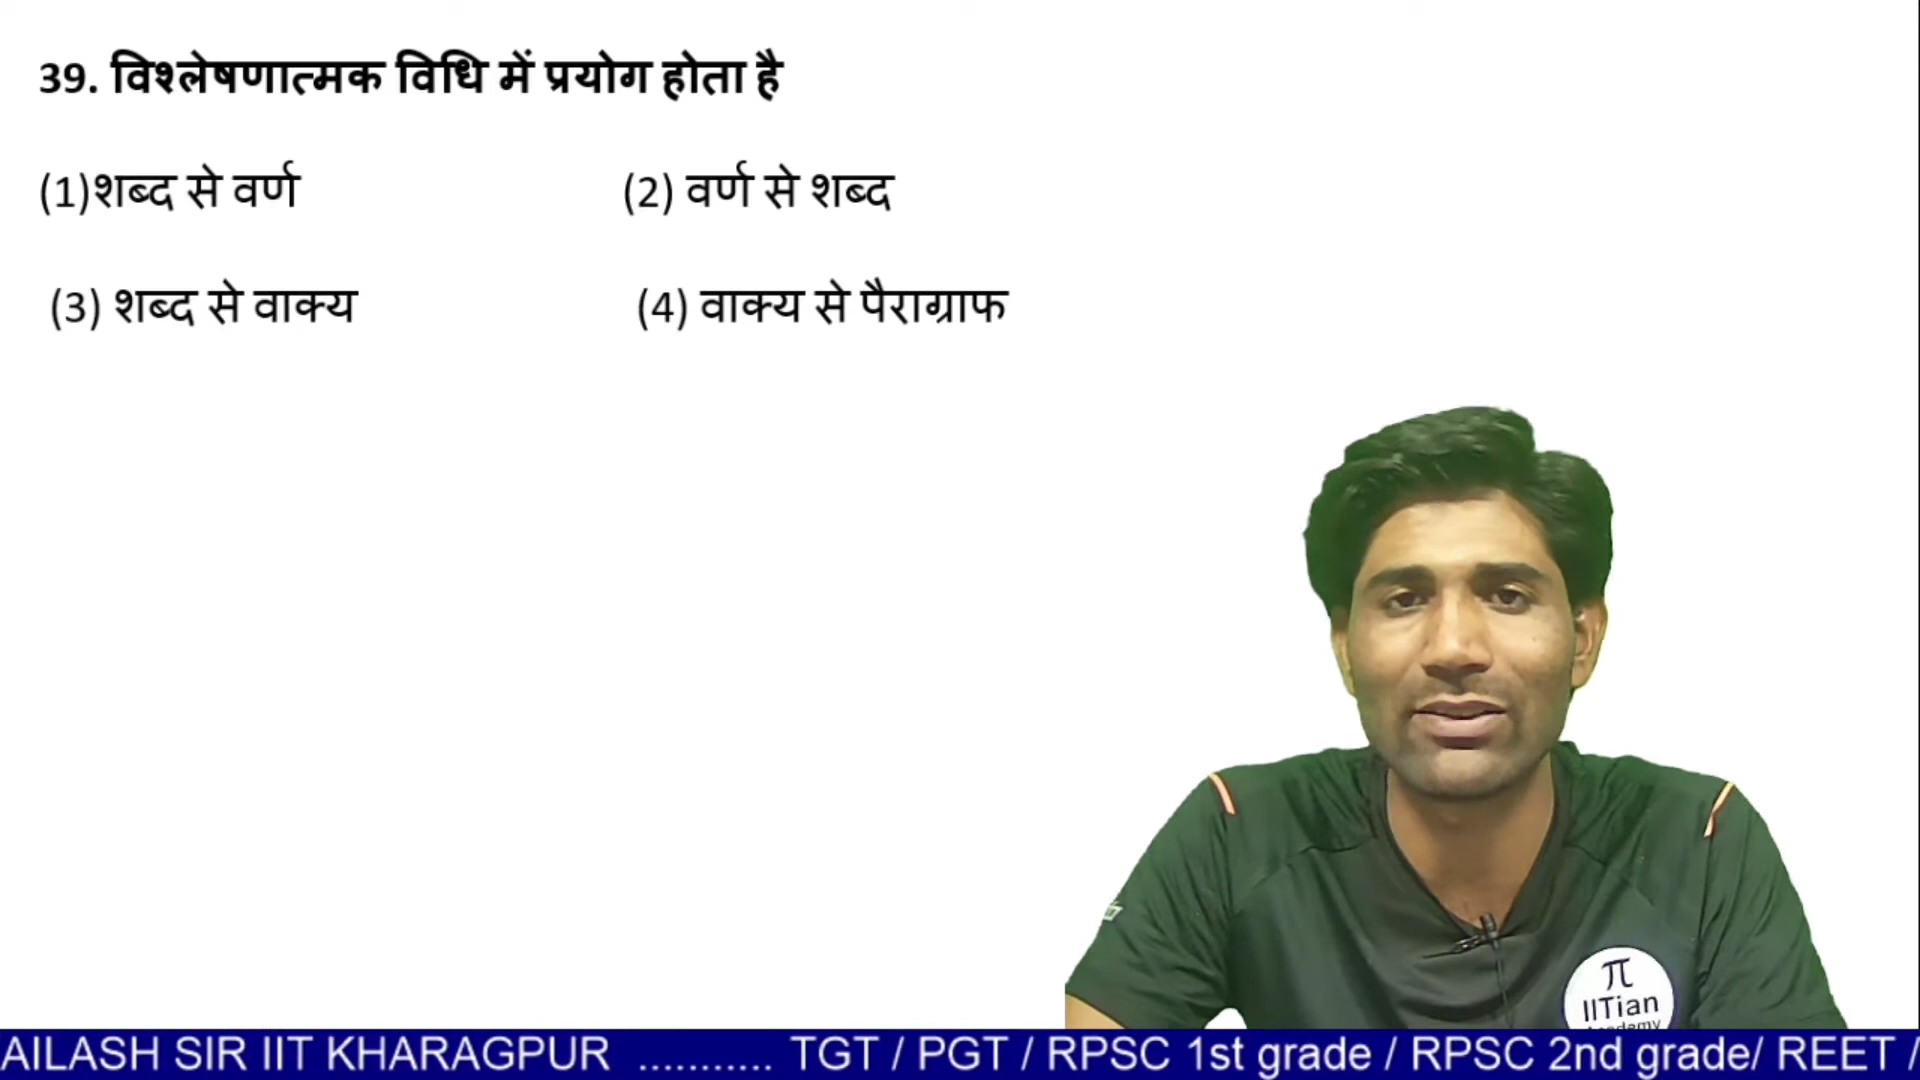 39. विश्लेषणात्मक विधि में प्रयोग होता है
(1)शब्द से वर्ण (2) वर्ण से शब्द
(3) शब्द से वाक्य (4) वाक्य से पैराग्राफ
π
IITian
Academy
AILASH SIR IIT KHARAGPUR ........... TGT / PGT / RPSC 1st grade / RPSC 2nd grade/ REET /